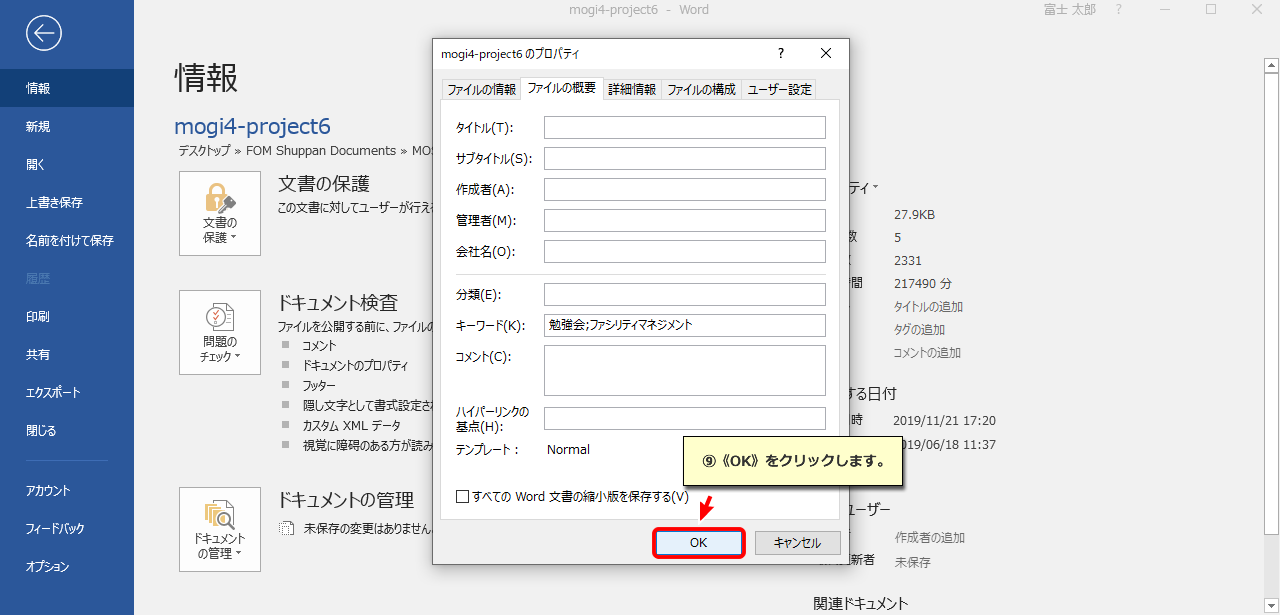 mogi4-project6 - Word
富士 太郎
?
情報
新規
開く
上書き保存
名前を付けて保存
履歴
印刷
共有
エクスポート
閉じる
アカウント
フィードバック
オプション
情報
mogi4-project6
デスクトップ » FOM Shuppan Documents » MO
文書の
保護
文書の保護
この文書に対してユーザーが行え
問題の
チェック
ドキュメント検査
ファイルを公開する前に、ファイルの
コメント
ドキュメントのプロパティ
フッター
隠し文字として書式設定さ
カスタム XML データ
視覚に障碍のある方が読み
ドキュメント
の管理
ドキュメントの管理
未保存の変更はありません。
mogi4-project6 のプロパティ
?
ファイルの情報
ファイルの概要
詳細情報
ファイルの構成
ユーザー設定
タイトル(T):
サブタイトル(S):
作成者(A):
管理者(M):
会社名(O):
分類(E):
キーワード(K):
勉強会;ファシリティマネジメント
コメント(C):
ハイパーリンクの
基点(H):
テンプレート :
Normal
すべての Word 文書の縮小版を保存する(V)
⑨《OK》をクリックします。
OK
キャンセル
ティ
27.9KB
数 5
2331
間 217490 分
タイトルの追加
タグの追加
コメントの追加
する日付
時 2019/11/21 17:20
2019/06/18 11:37
ーザー
作成者の追加
新者 未保存
関連ドキュメント